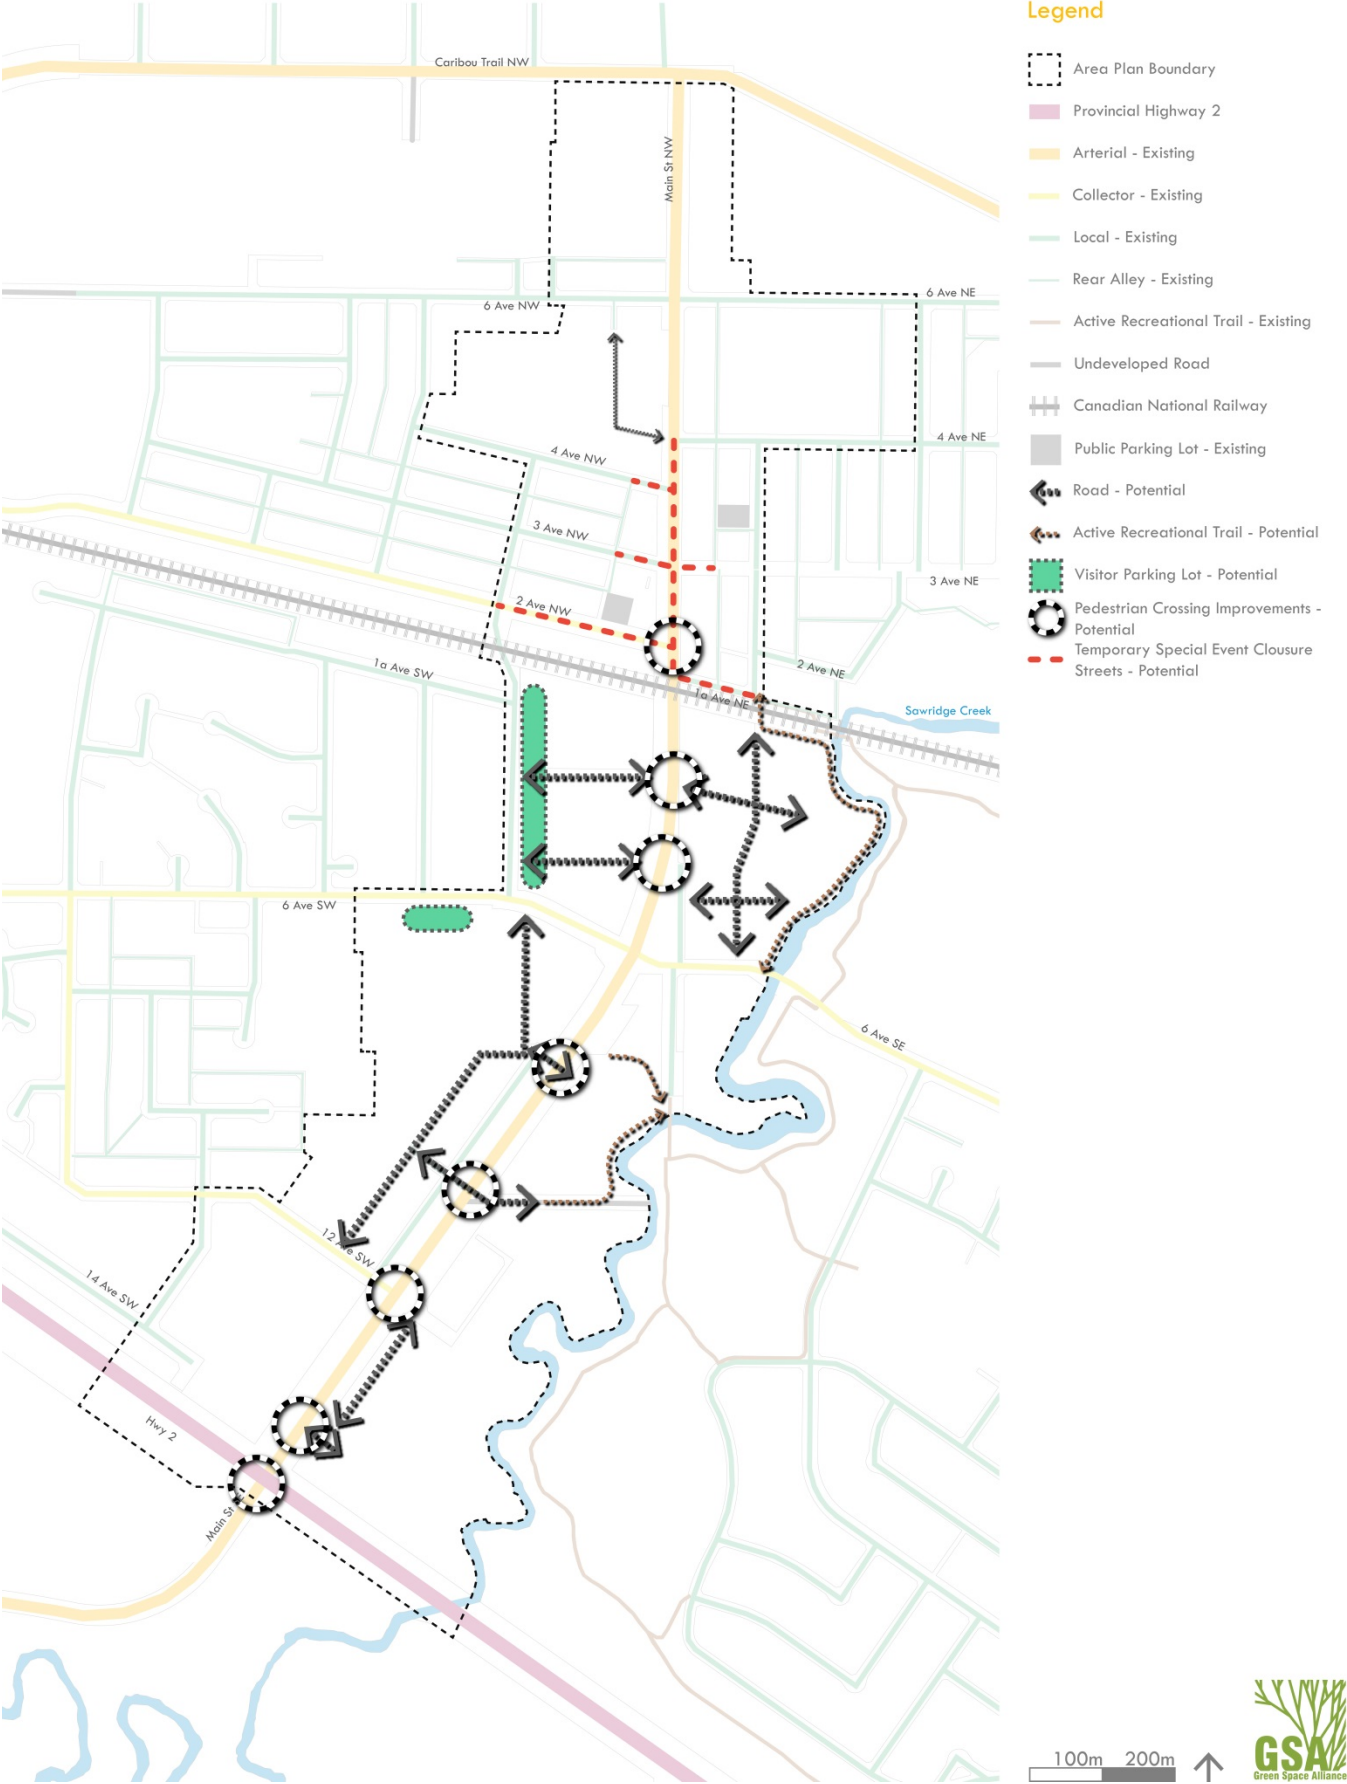 Legend
Area Plan Boundary
Provincial Highway 2
Arterial - Existing
Collector - Existing
Local - Existing
Rear Alley - Existing
Active Recreational Trail - Existing
Undeveloped Road
Canadian National Railway
Public Parking Lot - Existing
Road - Potential
Active Recreational Trail - Potential
Visitor Parking Lot - Potential
Pedestrian Crossing Improvements -
Potential
Temporary Special Event Clousure
Streets - Potential
Caribou Trail NW
Main St NW
6 Ave NW
6 Ave NE
4 Ave NW
4 Ave NE
3 Ave NW
3 Ave NE
2 Ave NW
2 Ave NE
1a Ave SW
1a Ave NE
Sawridge Creek
6 Ave SW
6 Ave SE
12 Ave SW
14 Ave SW
Hwy 2
Main St
100m 200m
GSA
Green Space Alliance